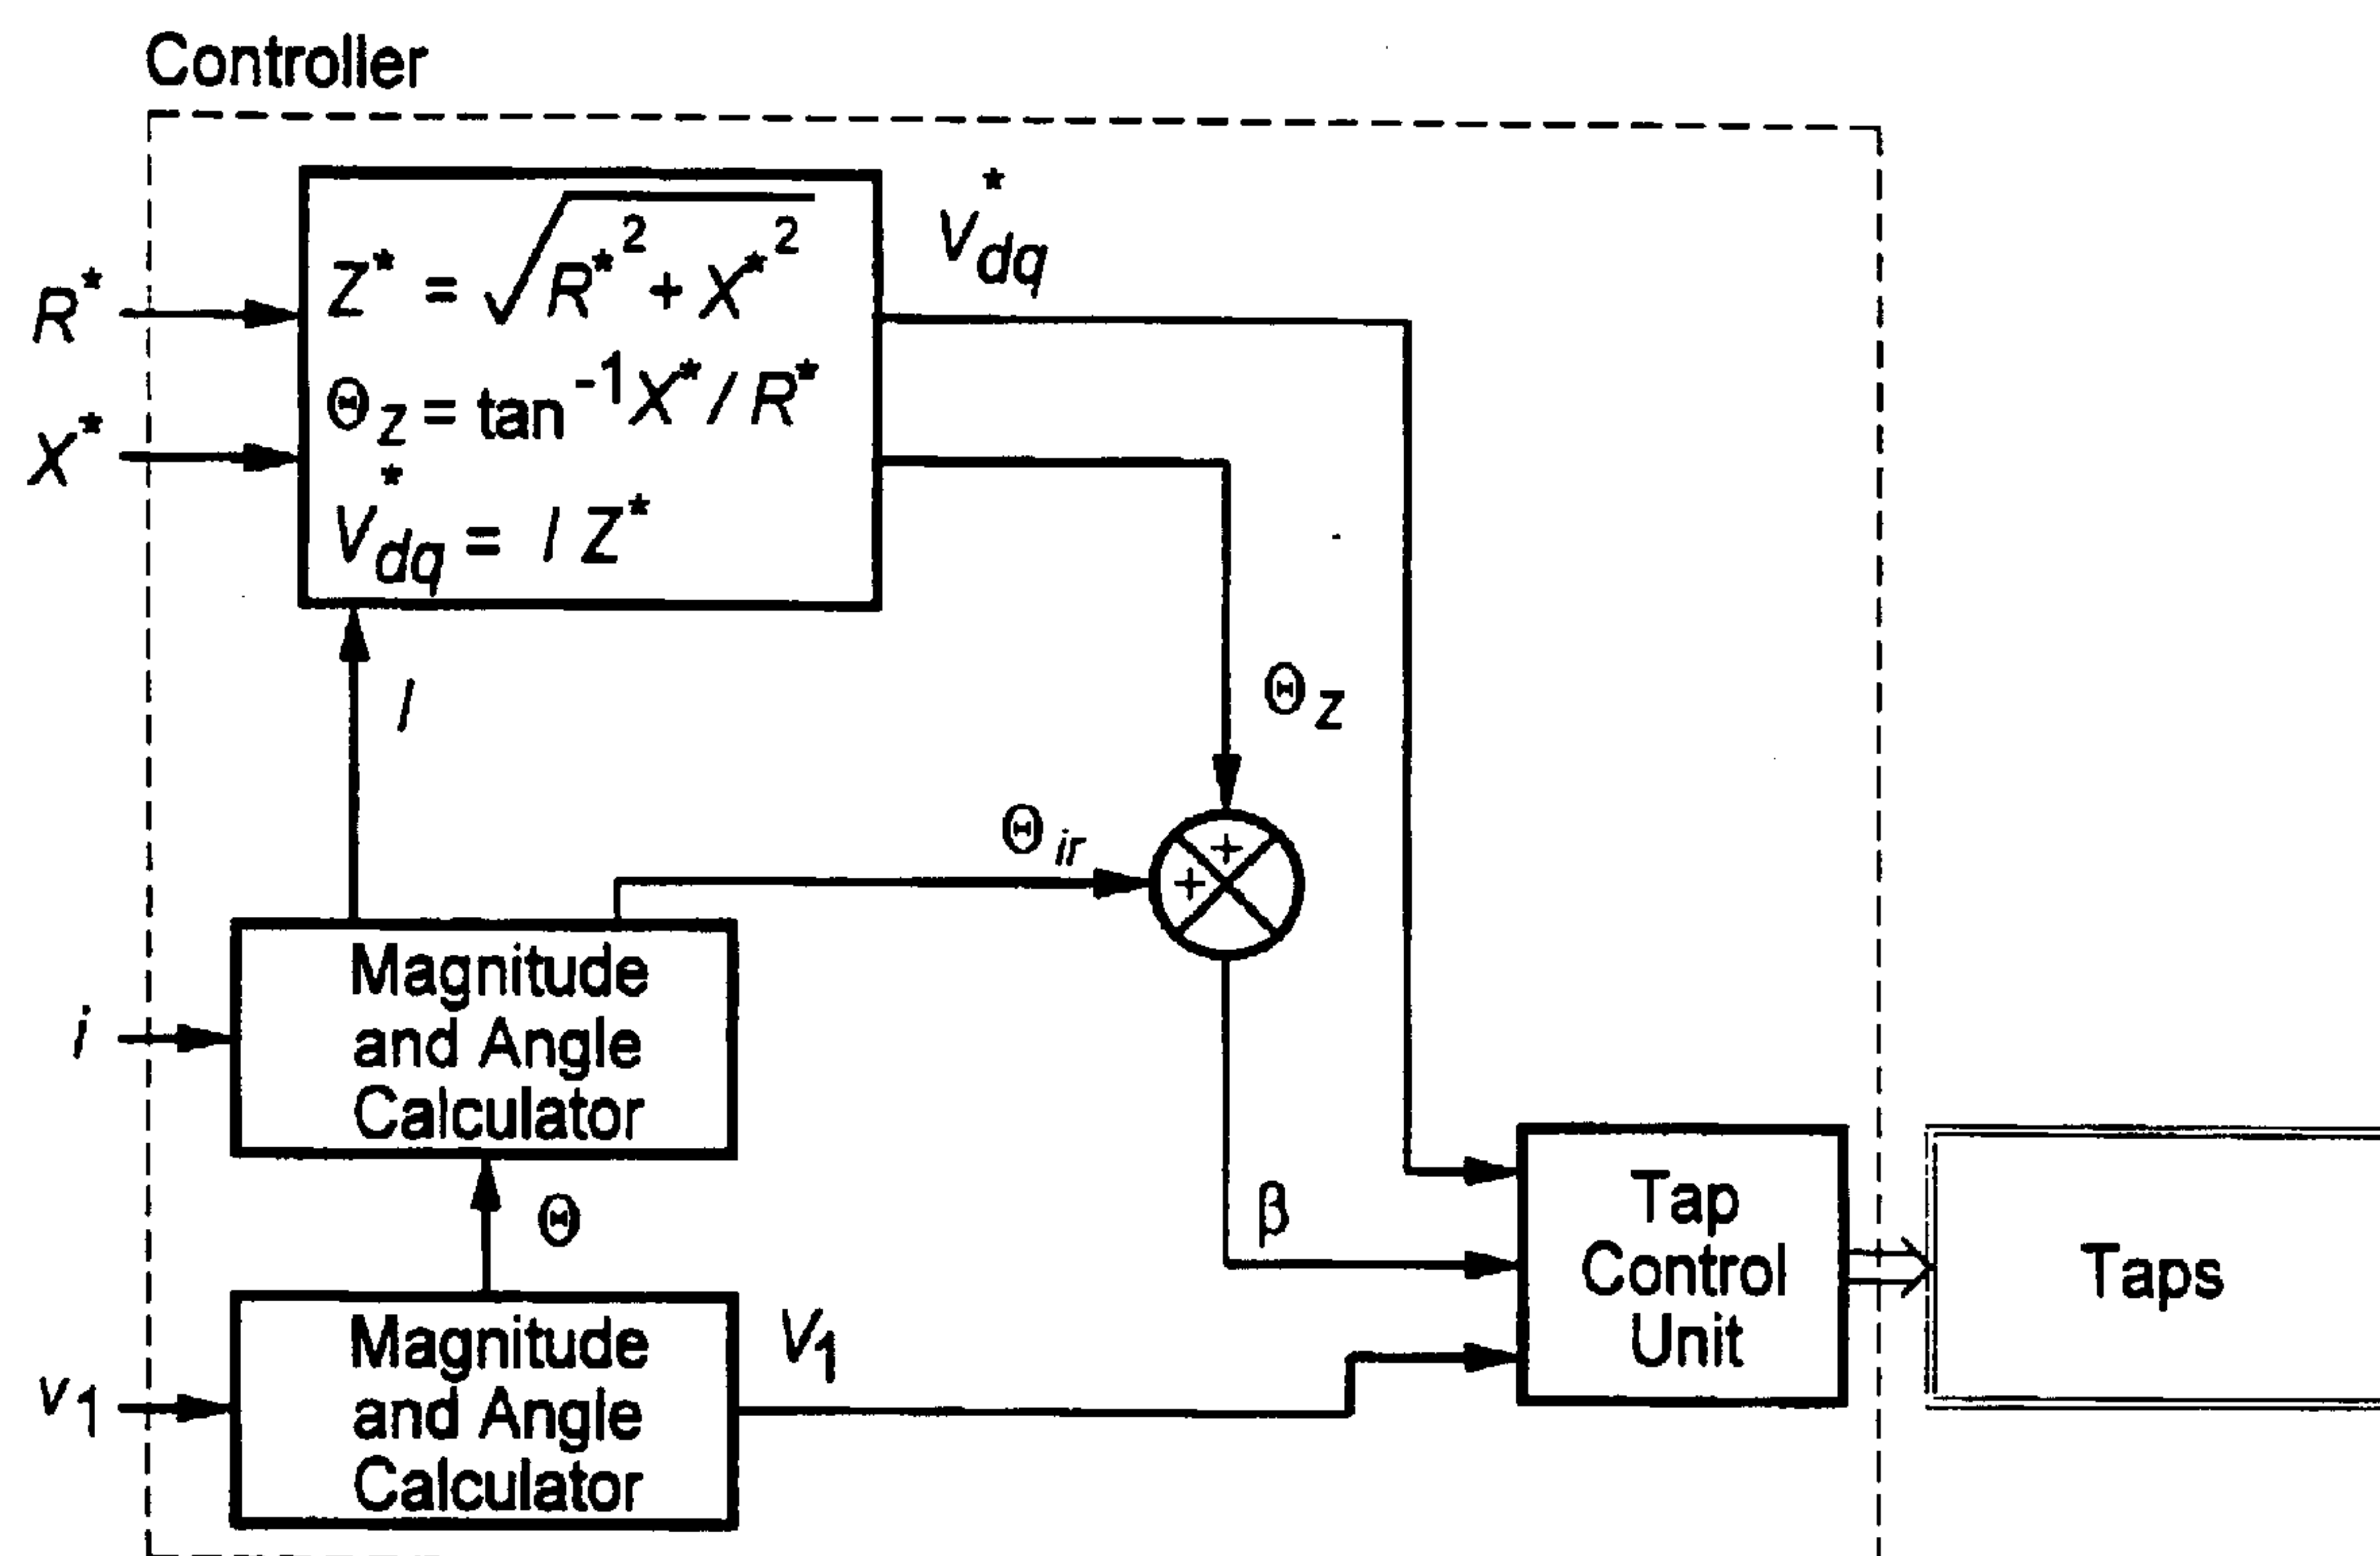 Controller
R*
X*
Z* = √R*² + X*²
Θz = tan⁻¹X* / R*
V*dq = I Z*
V*dq
I
Θz
Θir
+
+
i
Magnitude
and Angle
Calculator
Θ
β
v1
Magnitude
and Angle
Calculator
V1
Tap
Control
Unit
Taps